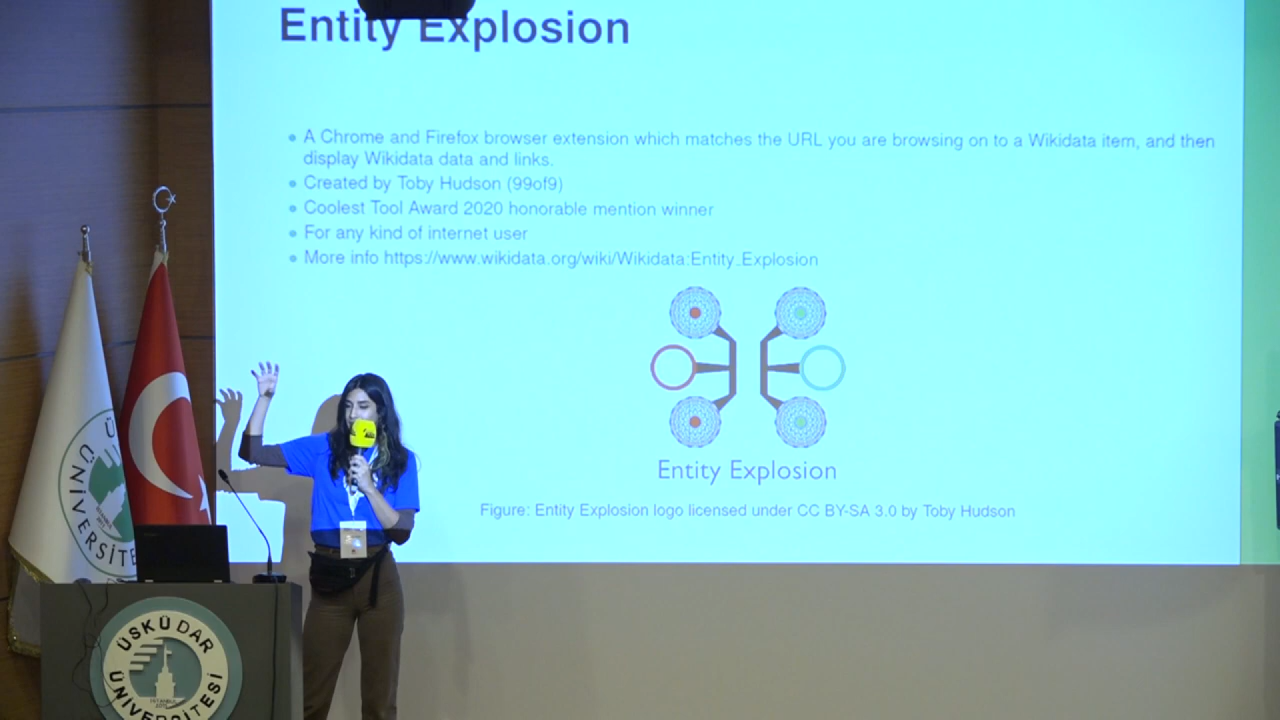 Entity Explosion
A Chrome and Firefox browser extension which matches the URL you are browsing on to a Wikidata item, and then
display Wikidata data and links.
Created by Toby Hudson (99of9)
Coolest Tool Award 2020 honorable mention winner
For any kind of internet user
More info https://www.wikidata.org/wiki/Wikidata:Entity_Explosion
Entity Explosion
Figure: Entity Explosion logo licensed under CC BY-SA 3.0 by Toby Hudson
ÜNİVERSİTE
ÜSKÜDAR
ÜNİVERSİTESİ